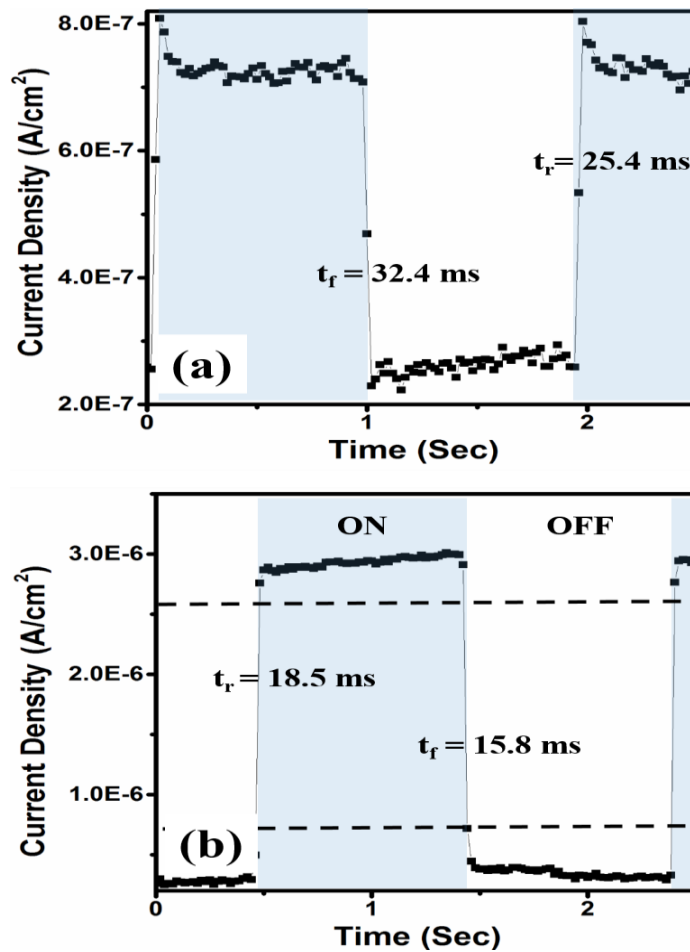 8.0E-7
6.0E-7
4.0E-7
2.0E-7
Current Density (A/cm²)
tᵣ= 25.4 ms
t_f = 32.4 ms
(a)
0 1 2
Time (Sec)
3.0E-6
2.0E-6
1.0E-6
Current Density (A/cm²)
ON OFF
tᵣ = 18.5 ms
t_f = 15.8 ms
(b)
0 1 2
Time (Sec)